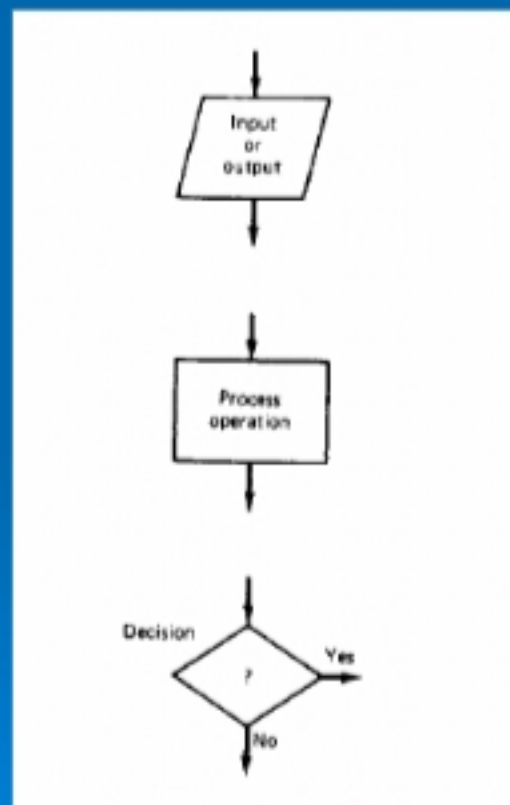 Input
or
output
Process
operation
Decision
?
Yes
No